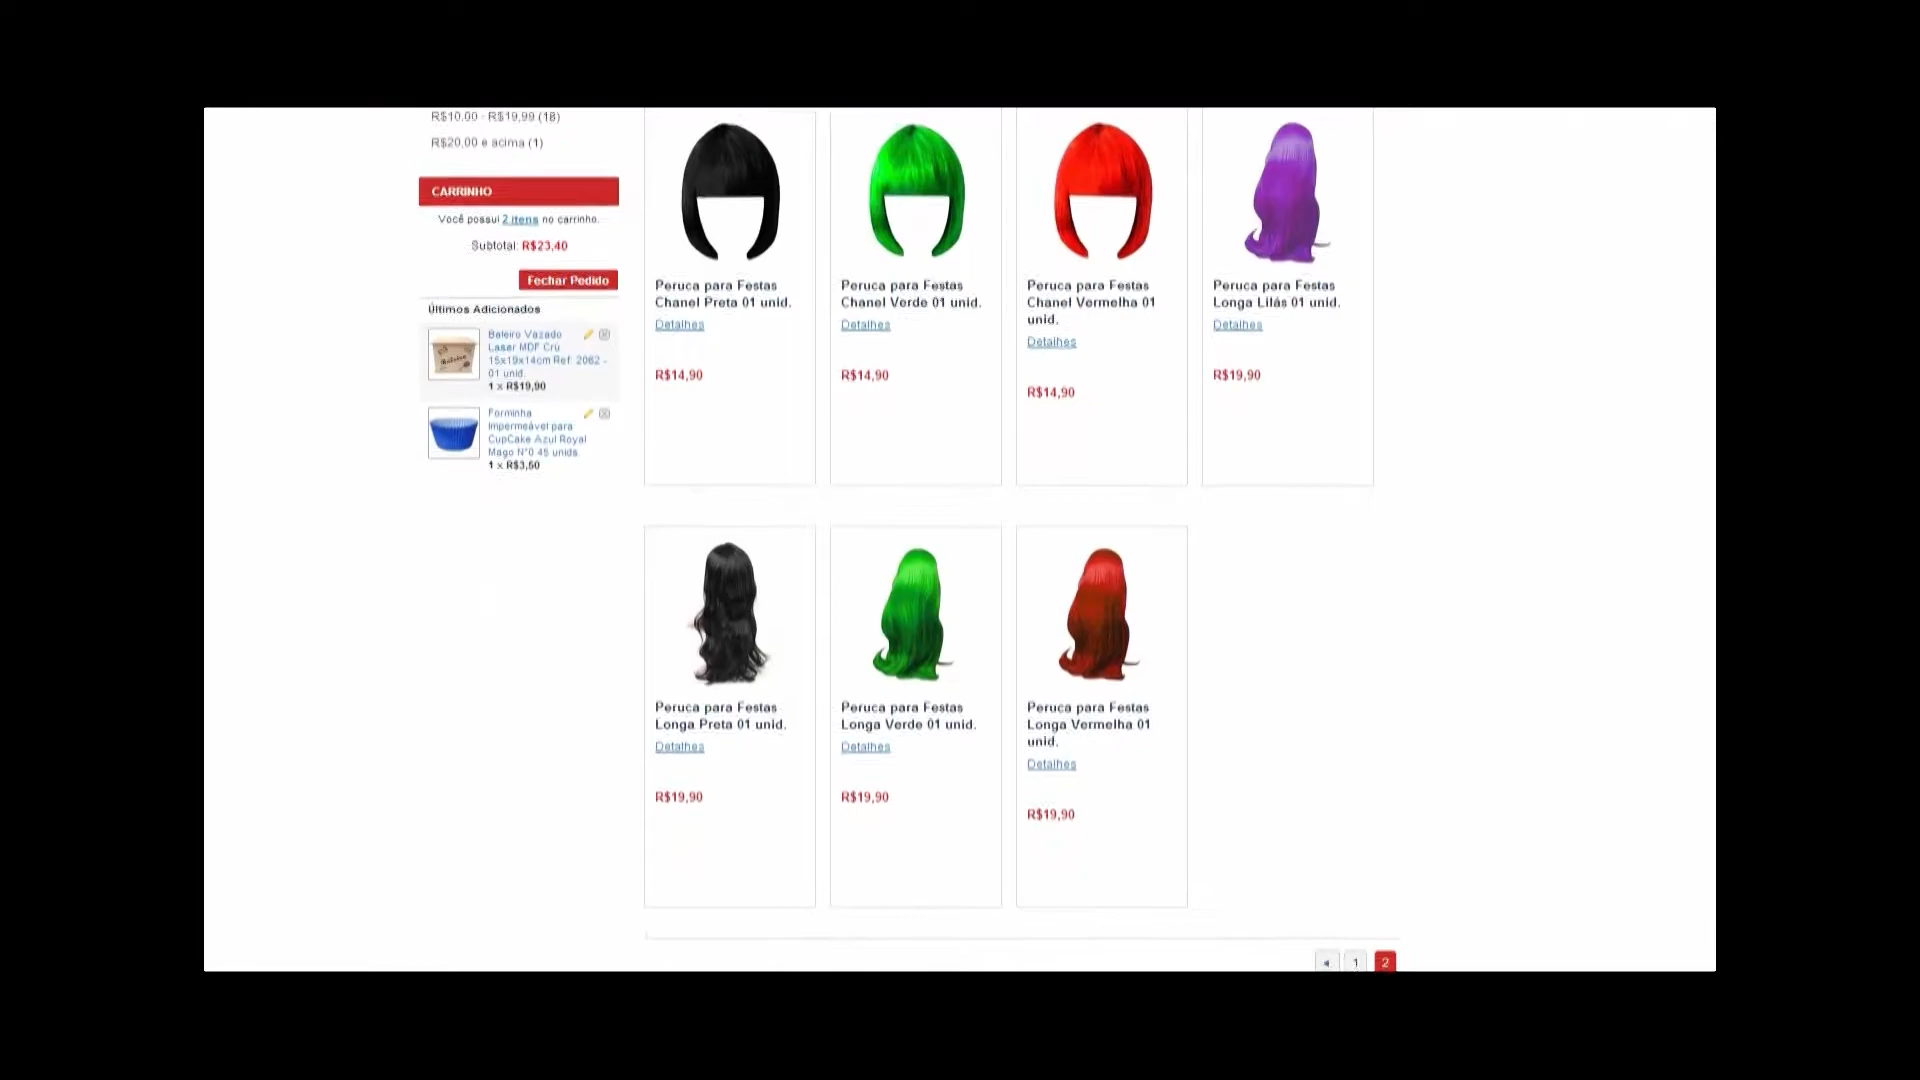 R$10,00 - R$19,99 (18)
R$20,00 e acima (1)
CARRINHO
Você possui 2 itens no carrinho.
Subtotal: R$23,40
Fechar Pedido
Últimos Adicionados
Baleiro Vazado
Laser MDF Crú
15x19x14cm Ref: 2062 -
01 unid.
1 x R$19,90
Forminha
Impermeável para
CupCake Azul Royal
Mago N°0 45 unids
1 x R$3,50
Peruca para Festas
Chanel Preta 01 unid.
Detalhes
R$14,90
Peruca para Festas
Chanel Verde 01 unid.
Detalhes
R$14,90
Peruca para Festas
Chanel Vermelha 01
unid.
Detalhes
R$14,90
Peruca para Festas
Longa Lilás 01 unid.
Detalhes
R$19,90
Peruca para Festas
Longa Preta 01 unid.
Detalhes
R$19,90
Peruca para Festas
Longa Verde 01 unid.
Detalhes
R$19,90
Peruca para Festas
Longa Vermelha 01
unid.
Detalhes
R$19,90
1 2